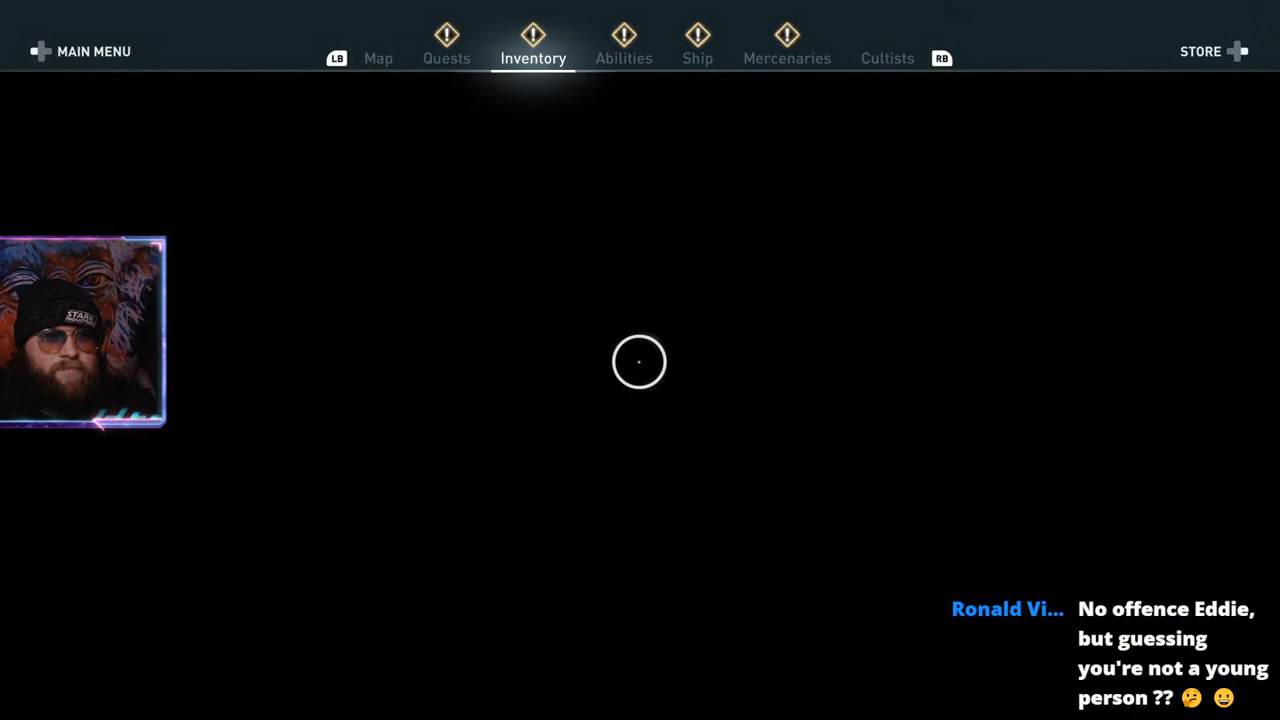 MAIN MENU
LB Map Quests Inventory Abilities Ship Mercenaries Cultists RB
STORE
STARK
INDUSTRIES
Ronald Vi... No offence Eddie,
but guessing
you're not a young
person ?? 🤔 😀